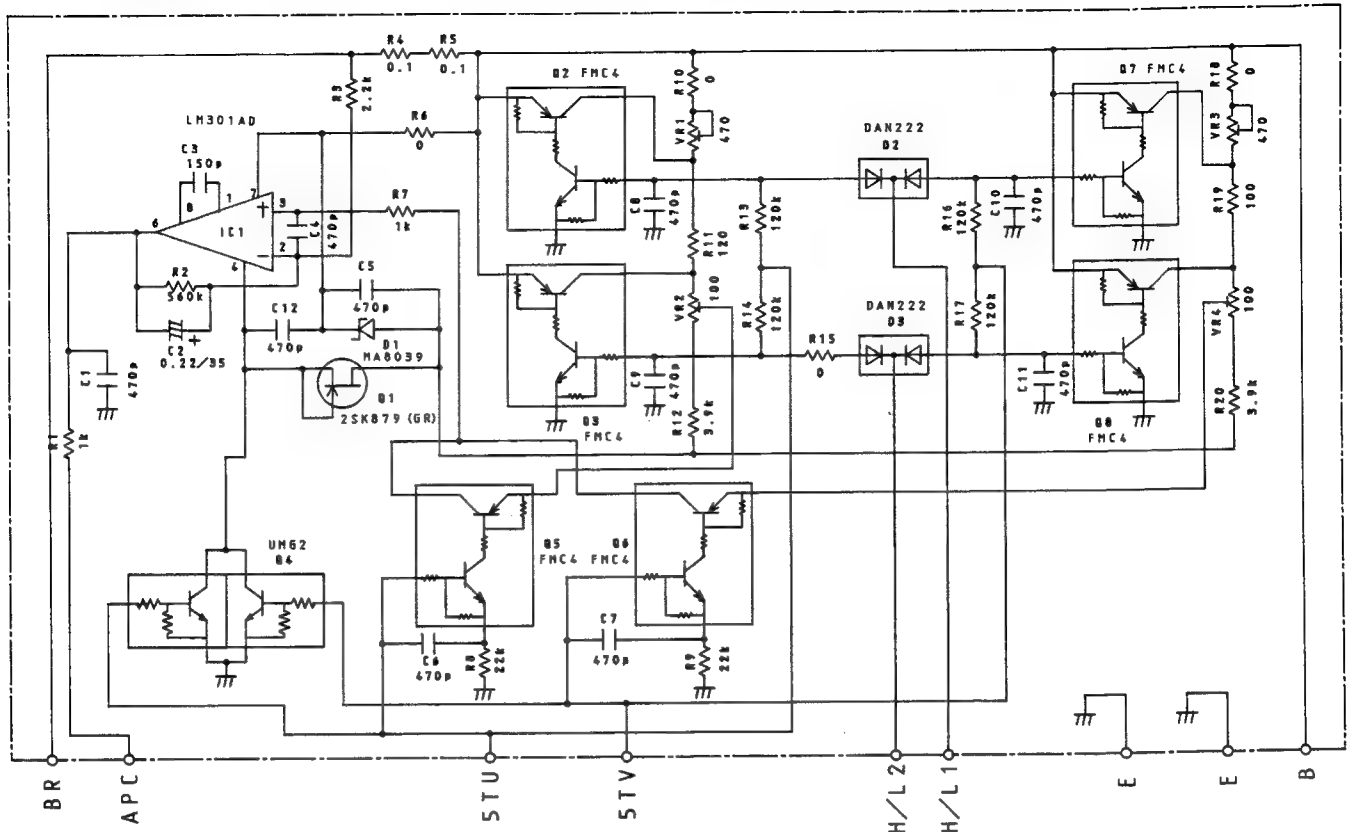 R4
0.1
R5
0.1
R3
2.2k
LM301AD
C3
150p
8
1
7
3
2
6
4
+
−
IC1
C4
470p
R6
0
R7
1k
R2
560k
C2
0.22/35
+
C12
470p
C5
470p
D1
MA8039
Q1
2SK879(GR)
C1
470p
R1
1k
Q2 FMC4
R10
0
VR1
470
C8
470p
R11
120
R13
120k
VR2
100
R14
120k
C9
470p
R12
3.9k
Q3
FMC4
DAN222
D2
DAN222
D3
R15
0
R16
120k
R17
120k
C10
470p
C11
470p
Q7 FMC4
R18
0
VR3
470
R19
100
VR4
100
R20
3.9k
Q8
FMC4
UMG2
Q4
Q5
FMC4
Q6
FMC4
C6
470p
R8
22k
C7
470p
R9
22k
BR
APC
5TU
5TV
H/L2
H/L1
E
E
B